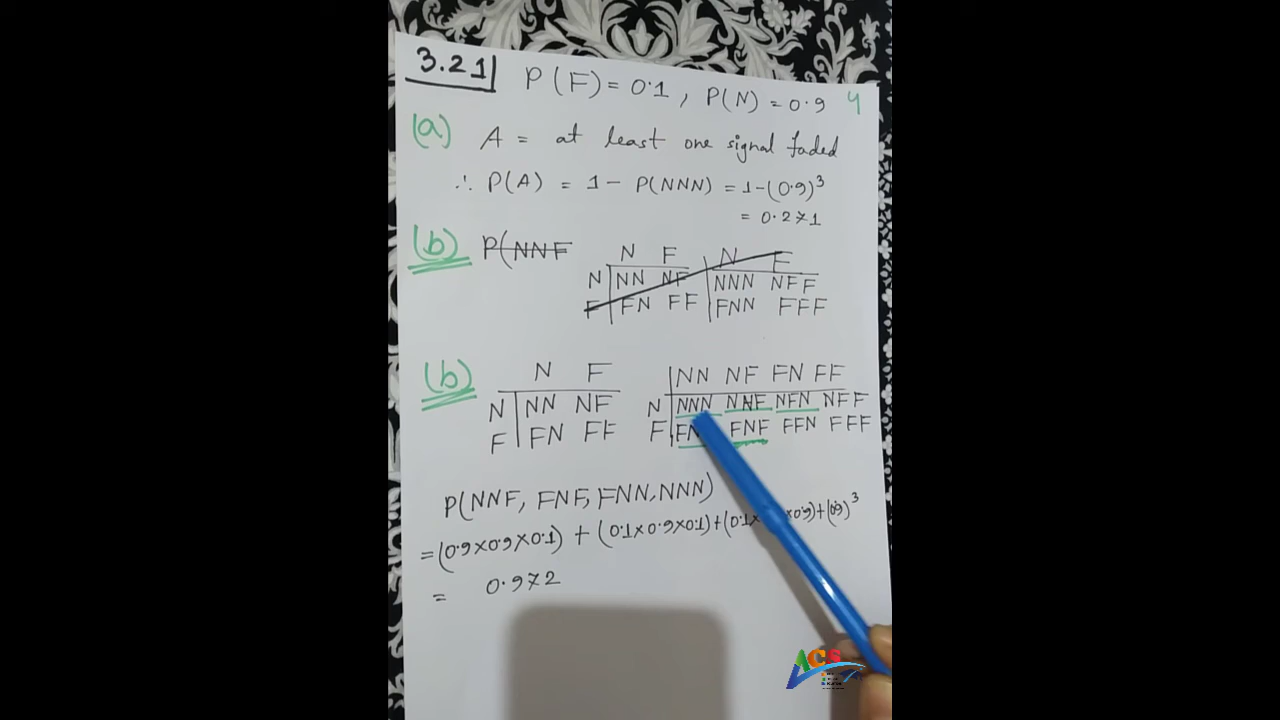 3.21 P(F) = 0.1, P(N) = 0.9 4
(a) A = at least one signal faded
∴ P(A) = 1 - P(NNN) = 1-(0.9)³
= 0.271
(b) P(NNF
N F N F
N NN NF NNN NFF
F FN FF FNN FFF
(b) N F NN NF FN FF
N NN NF N NNN NNF NFN NFF
F FN FF F FNF FFN FFF
P(NNF, FNF, FNN, NNN)
=(0.9×0.9×0.1) + (0.1×0.9×0.1)+(0.1× ×0.9)+(0.9)³
= 0.972
ACS